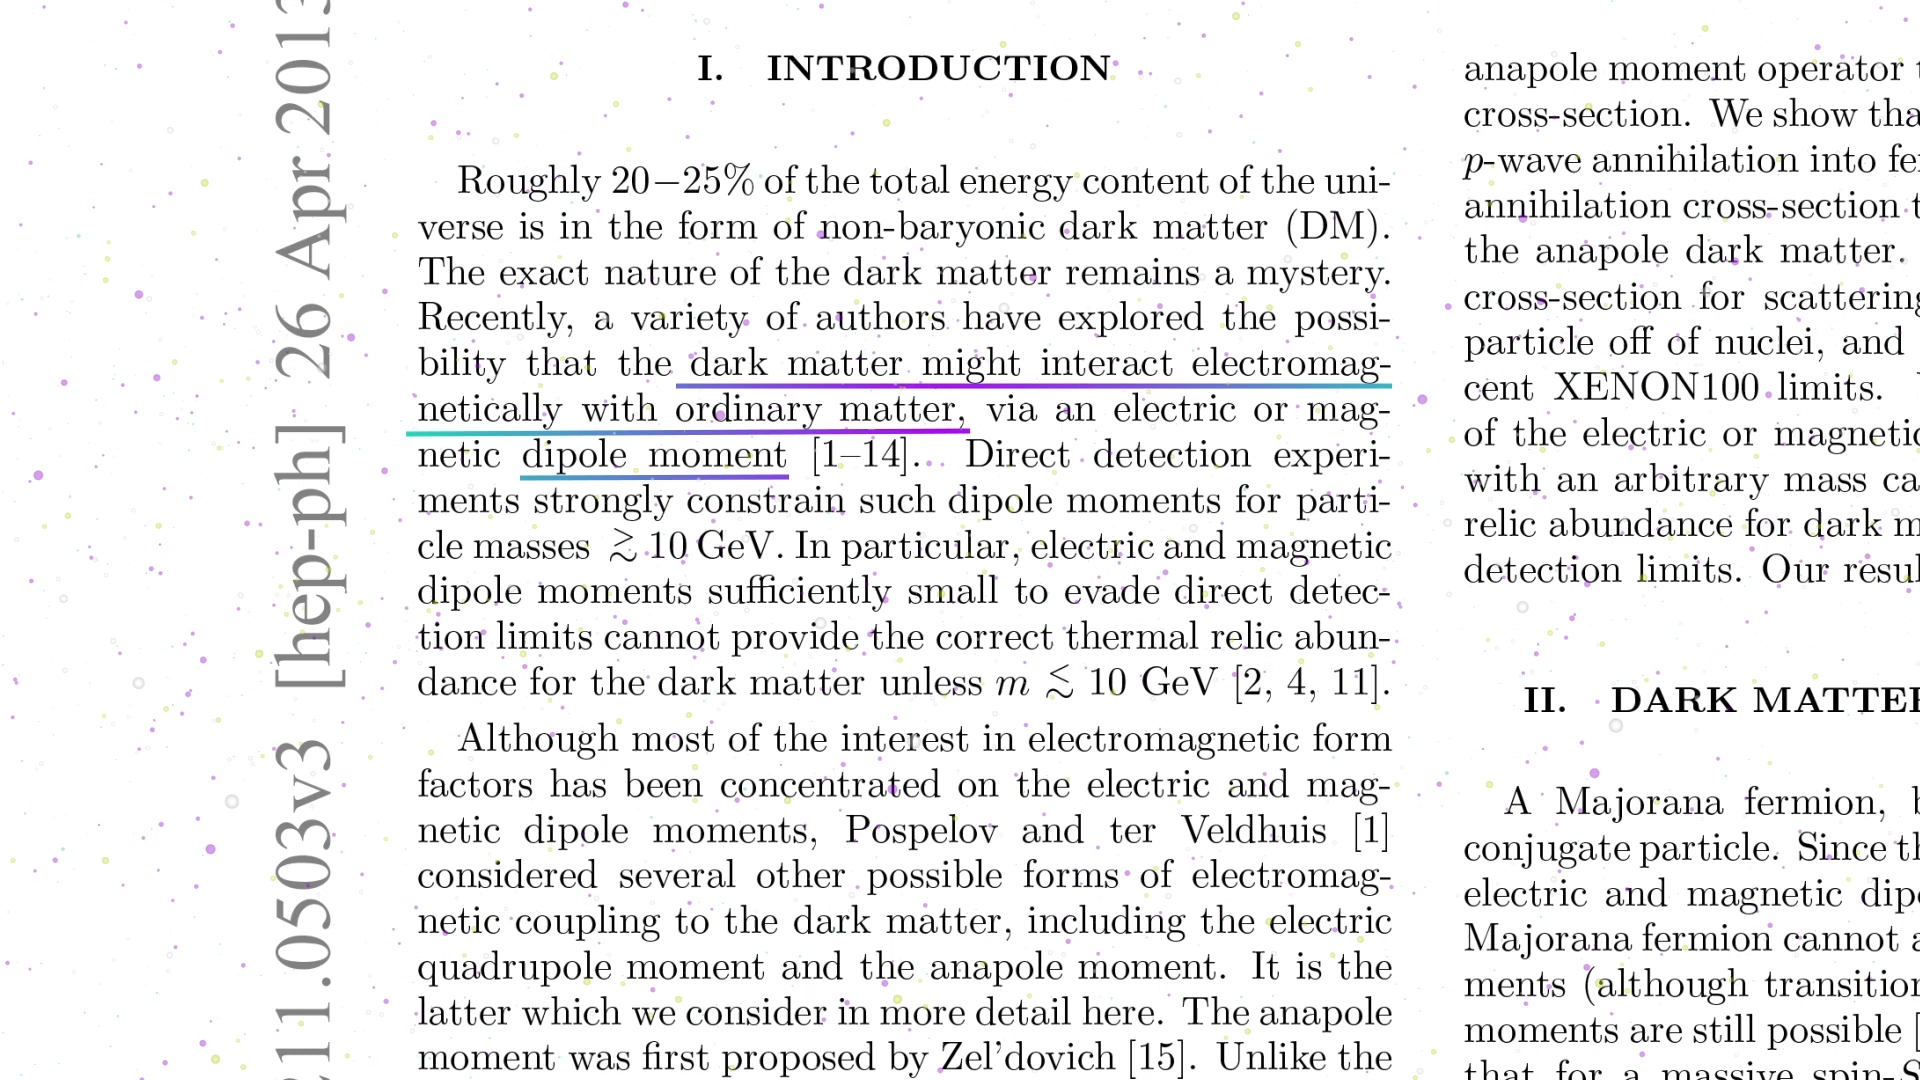 211.0503v3 [hep-ph] 26 Apr 2013
I. INTRODUCTION
Roughly 20−25% of the total energy content of the uni-
verse is in the form of non-baryonic dark matter (DM).
The exact nature of the dark matter remains a mystery.
Recently, a variety of authors have explored the possi-
bility that the dark matter might interact electromag-
netically with ordinary matter, via an electric or mag-
netic dipole moment [1–14]. Direct detection experi-
ments strongly constrain such dipole moments for parti-
cle masses ≳ 10 GeV. In particular, electric and magnetic
dipole moments sufficiently small to evade direct detec-
tion limits cannot provide the correct thermal relic abun-
dance for the dark matter unless m ≲ 10 GeV [2, 4, 11].
Although most of the interest in electromagnetic form
factors has been concentrated on the electric and mag-
netic dipole moments, Pospelov and ter Veldhuis [1]
considered several other possible forms of electromag-
netic coupling to the dark matter, including the electric
quadrupole moment and the anapole moment. It is the
latter which we consider in more detail here. The anapole
moment was first proposed by Zel'dovich [15]. Unlike the
anapole moment operator
cross-section. We show
p-wave annihilation into
annihilation cross-section
the anapole dark matter.
cross-section for scattering
particle off of nuclei, and
cent XENON100 limits.
of the electric or magnetic
with an arbitrary mass
relic abundance for dark
detection limits. Our
II. DARK MATTER
A Majorana fermion,
conjugate particle. Since
electric and magnetic
Majorana fermion cannot
ments (although transition
moments are still possible [
that for a massive spin-